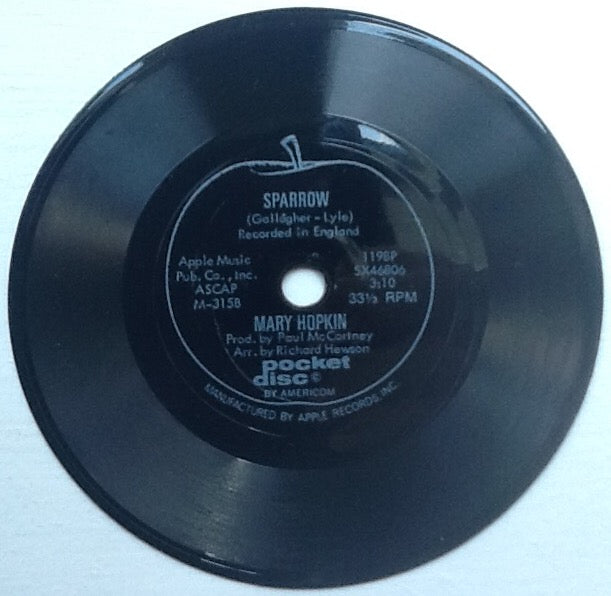 SPARROW
(Gallagher - Lyle)
Recorded in England
Apple Music
Pub. Co., Inc.
ASCAP
M-315B
1198P
SX46806
3:10
33⅓ RPM
MARY HOPKIN
Prod. by Paul McCartney
Arr. by Richard Hewson
pocket
disc ©
BY AMERICOM
MANUFACTURED BY APPLE RECORDS, INC.